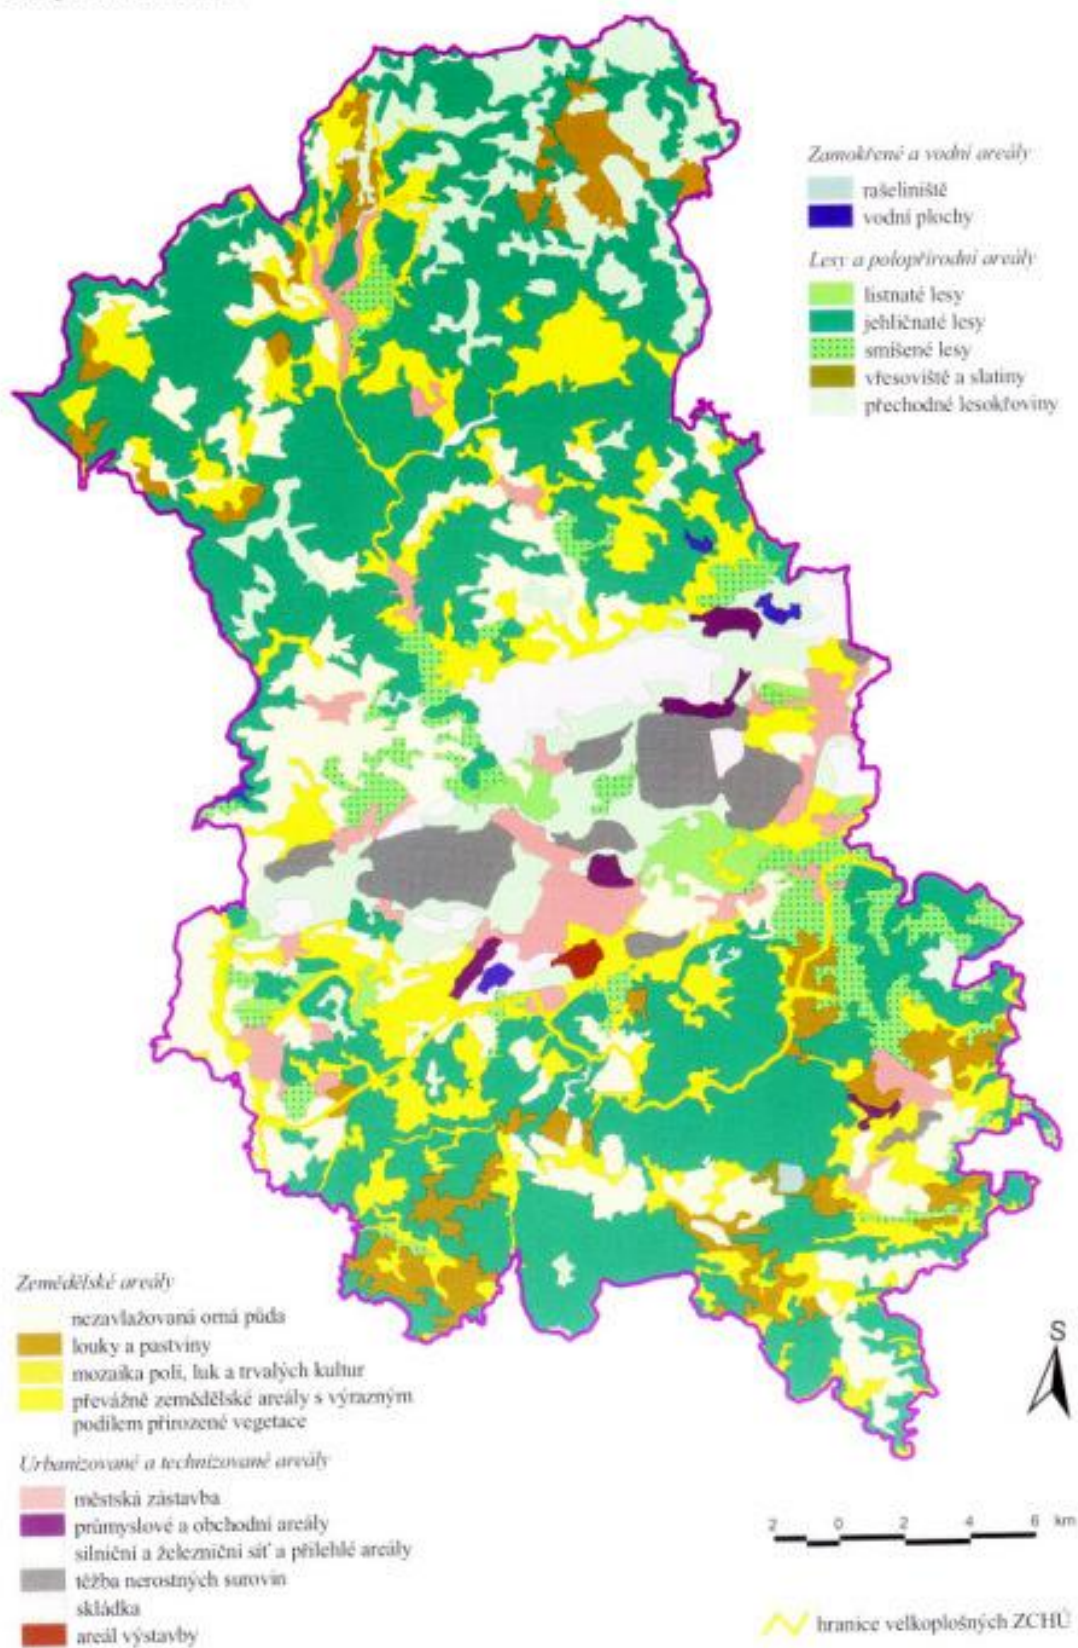 Zamokřené a vodní areály
rašeliniště
vodní plochy
Lesy a polopřírodní areály
listnaté lesy
jehličnaté lesy
smíšené lesy
vřesoviště a slatiny
přechodné lesokřoviny
Zemědělské areály
nezavlažovaná orná půda
louky a pastviny
mozaika polí, luk a trvalých kultur
převážně zemědělské areály s výrazným
podílem přirozené vegetace
Urbanizované a technizované areály
městská zástavba
průmyslové a obchodní areály
silniční a železniční síť a přilehlé areály
těžba nerostných surovin
skládka
areál výstavby
S
2 0 2 4 6 km
hranice velkoplošných ZCHÚ